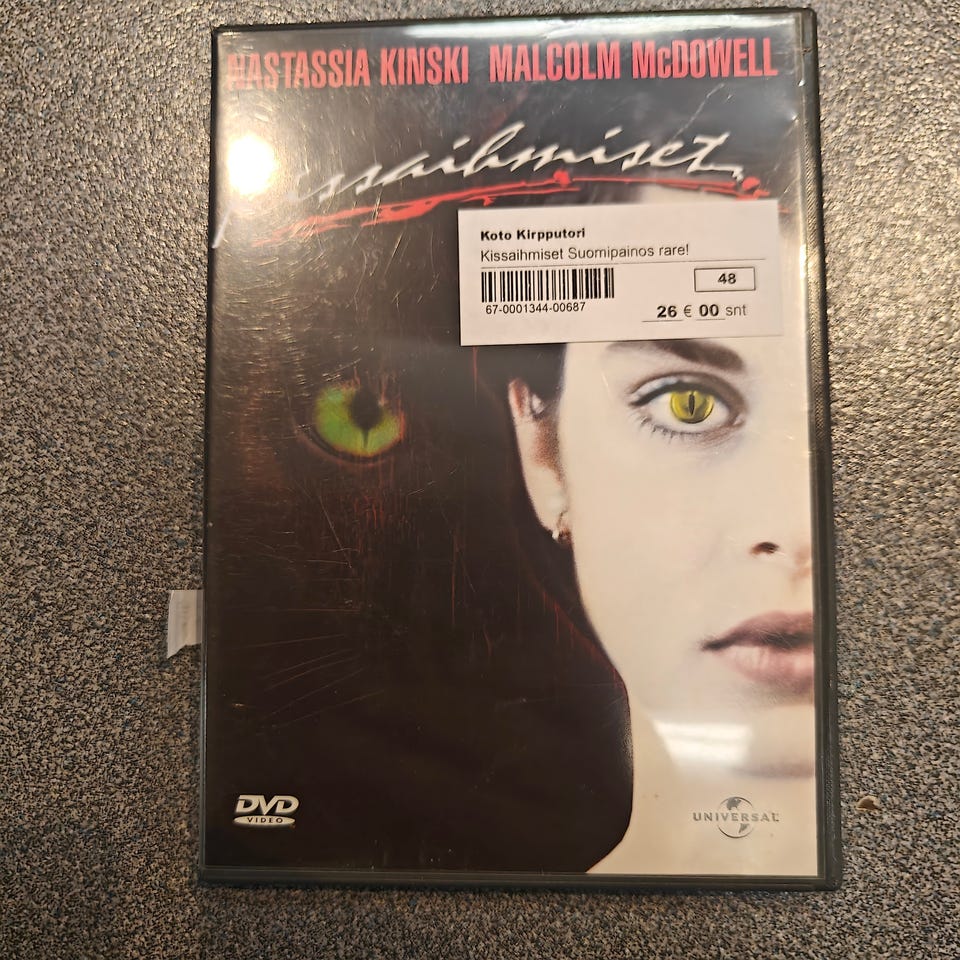 NASTASSIA KINSKI MALCOLM McDOWELL
Kissaihmiset
Koto Kirpputori
Kissaihmiset Suomipainos rare!
48
67-0001344-00687
26 € 00 snt
DVD
VIDEO
UNIVERSAL